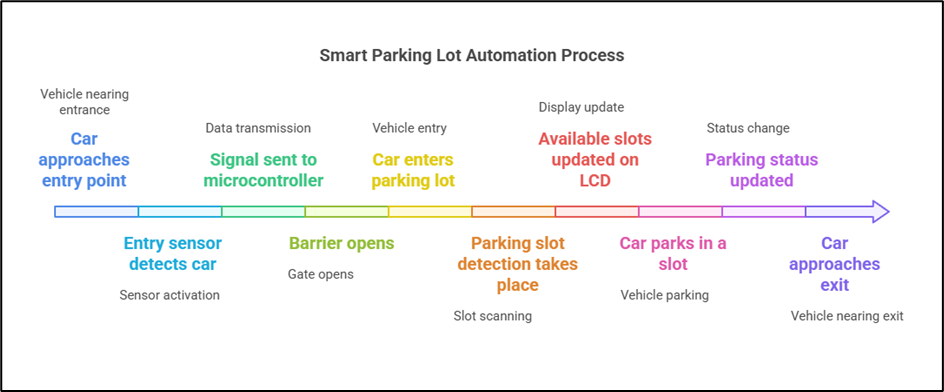 Smart Parking Lot Automation Process
Vehicle nearing
entrance
Car
approaches
entry point
Data transmission
Signal sent to
microcontroller
Vehicle entry
Car enters
parking lot
Display update
Available slots
updated on
LCD
Status change
Parking status
updated
Entry sensor
detects car
Sensor activation
Barrier opens
Gate opens
Parking slot
detection takes
place
Slot scanning
Car parks in a
slot
Vehicle parking
Car
approaches
exit
Vehicle nearing exit